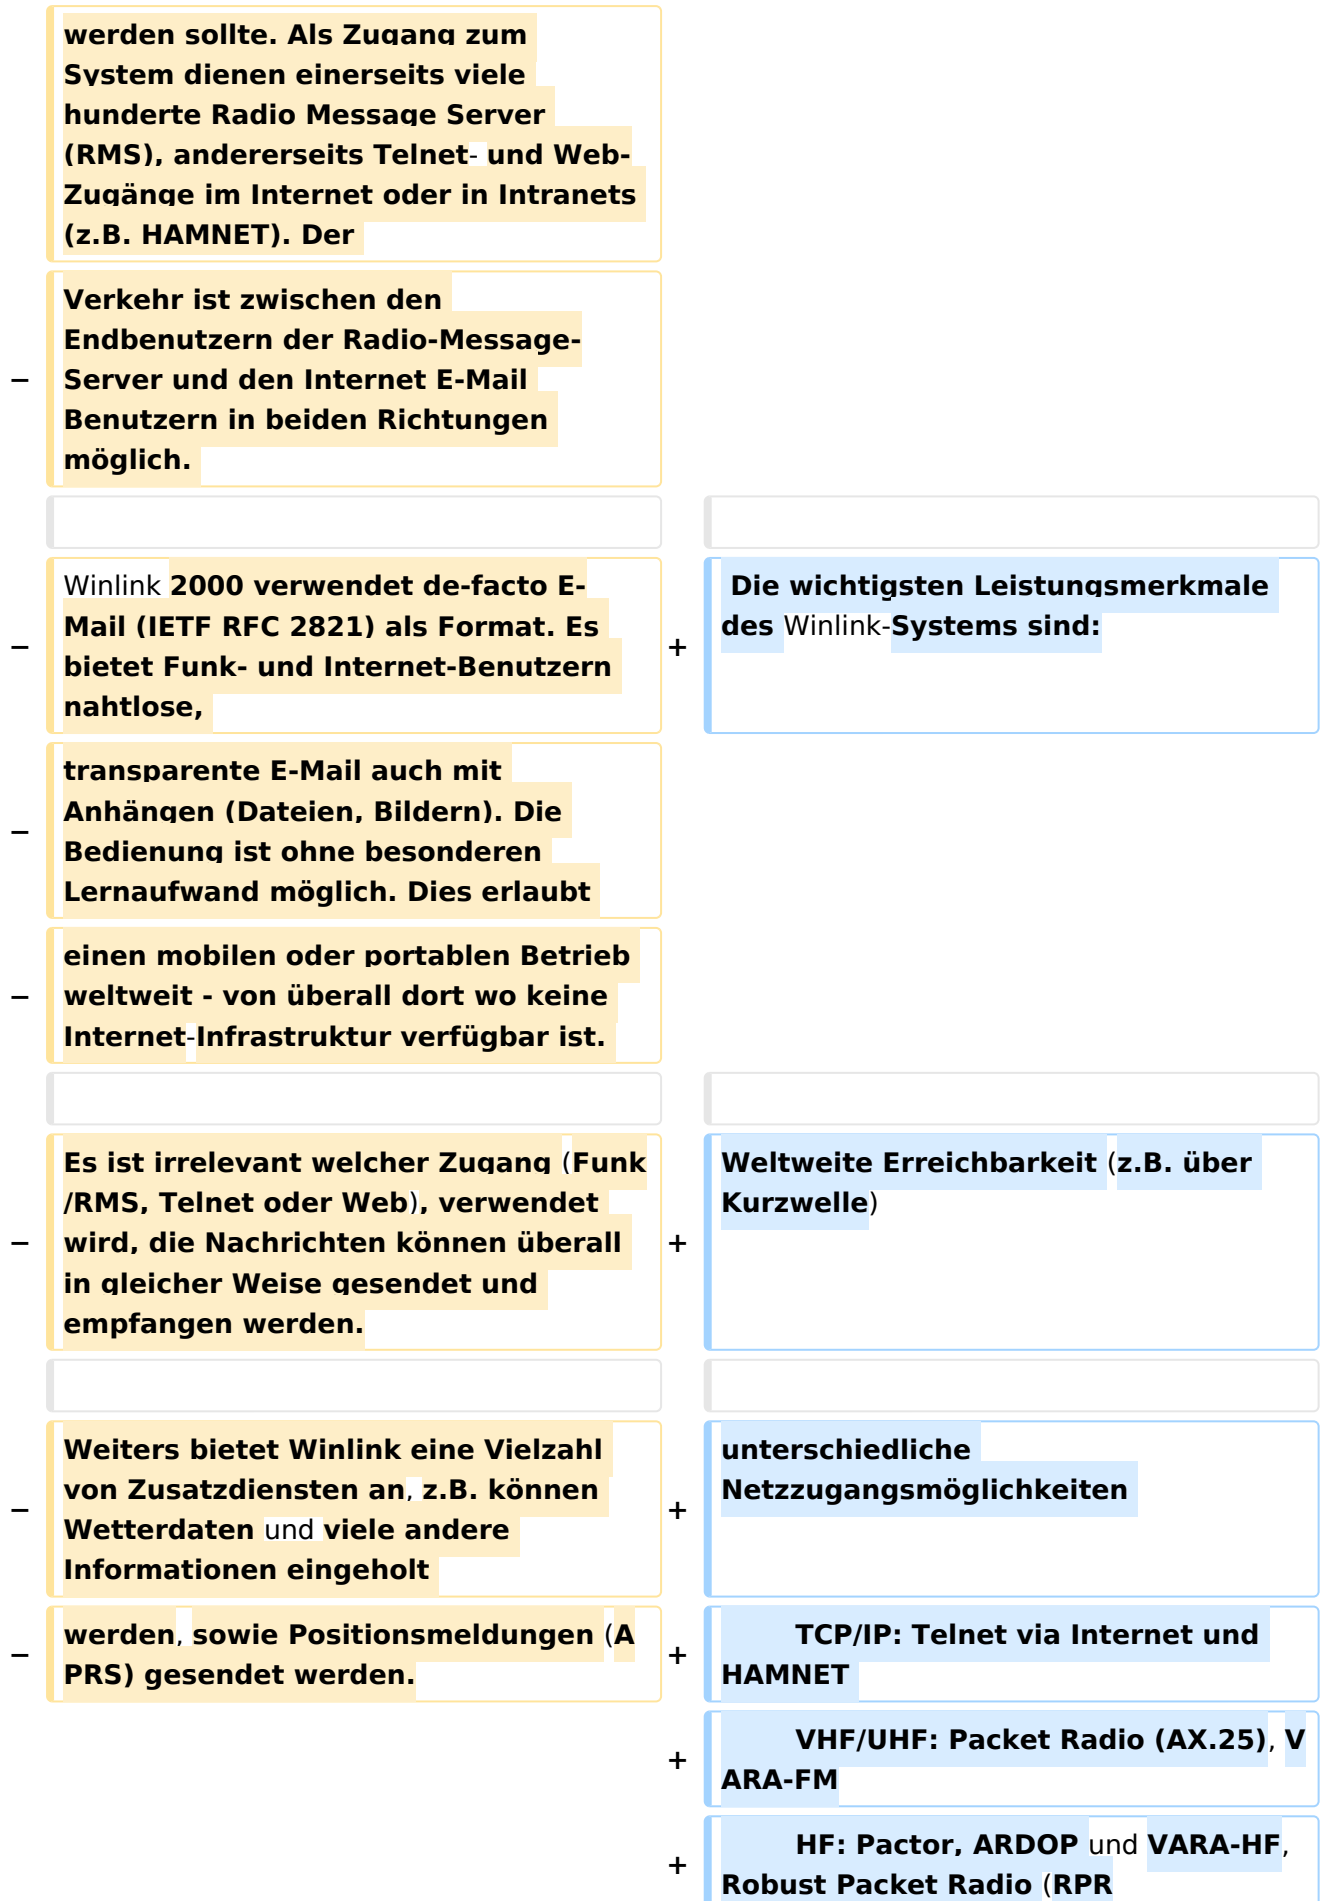 werden sollte. Als Zugang zum
System dienen einerseits viele
hunderte Radio Message Server
(RMS), andererseits Telnet- und Web-
Zugänge im Internet oder in Intranets
(z.B. HAMNET). Der
−
Verkehr ist zwischen den
Endbenutzern der Radio-Message-
Server und den Internet E-Mail
Benutzern in beiden Richtungen
möglich.
−
Winlink 2000 verwendet de-facto E-
Mail (IETF RFC 2821) als Format. Es
bietet Funk- und Internet-Benutzern
nahtlose,
+
Die wichtigsten Leistungsmerkmale
des Winlink-Systems sind:
−
transparente E-Mail auch mit
Anhängen (Dateien, Bildern). Die
Bedienung ist ohne besonderen
Lernaufwand möglich. Dies erlaubt
−
einen mobilen oder portablen Betrieb
weltweit - von überall dort wo keine
Internet-Infrastruktur verfügbar ist.
−
Es ist irrelevant welcher Zugang (Funk
/RMS, Telnet oder Web), verwendet
wird, die Nachrichten können überall
in gleicher Weise gesendet und
empfangen werden.
+
Weltweite Erreichbarkeit (z.B. über
Kurzwelle)
−
Weiters bietet Winlink eine Vielzahl
von Zusatzdiensten an, z.B. können
Wetterdaten und viele andere
Informationen eingeholt
+
unterschiedliche
Netzzugangsmöglichkeiten
−
werden, sowie Positionsmeldungen (A
PRS) gesendet werden.
+
TCP/IP: Telnet via Internet und
HAMNET
+
VHF/UHF: Packet Radio (AX.25), V
ARA-FM
+
HF: Pactor, ARDOP und VARA-HF,
Robust Packet Radio (RPR